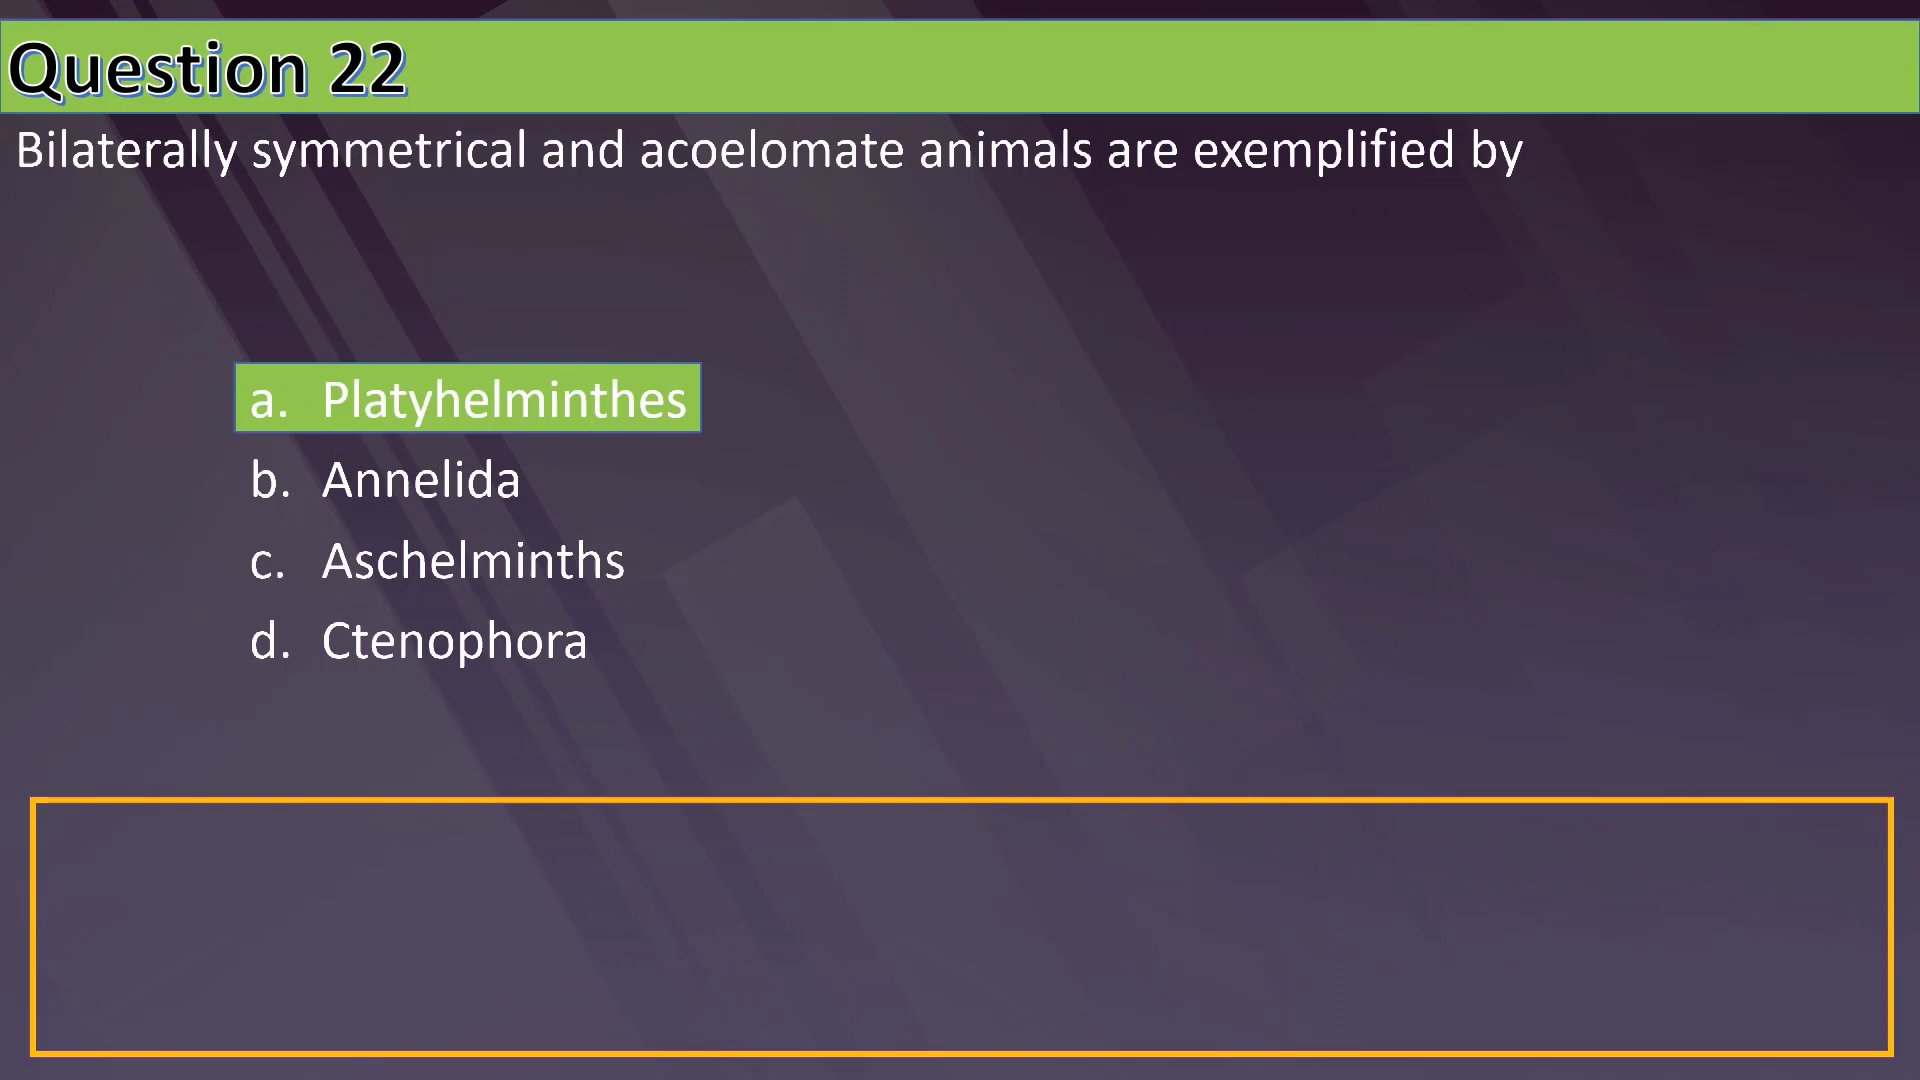 Question 22
Bilaterally symmetrical and acoelomate animals are exemplified by
a. Platyhelminthes
b. Annelida
c. Aschelminths
d. Ctenophora